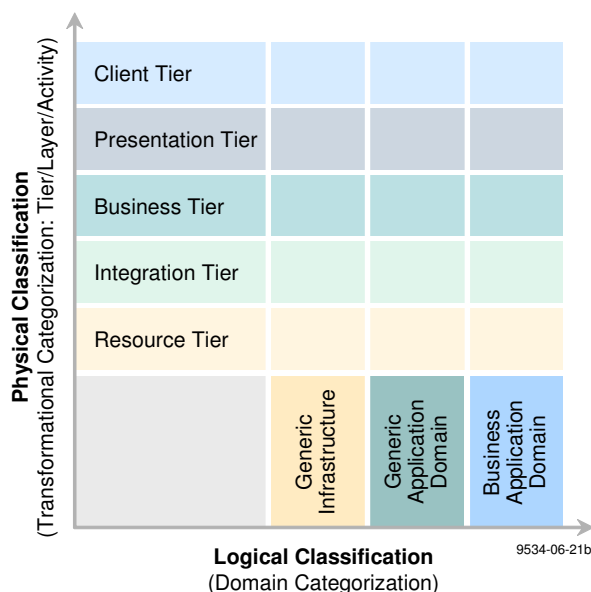 Physical Classification
(Transformational Categorization: Tier/Layer/Activity)
Client Tier
Presentation Tier
Business Tier
Integration Tier
Resource Tier
Generic
Infrastructure
Generic
Application
Domain
Business
Application
Domain
Logical Classification
(Domain Categorization)
9534-06-21b